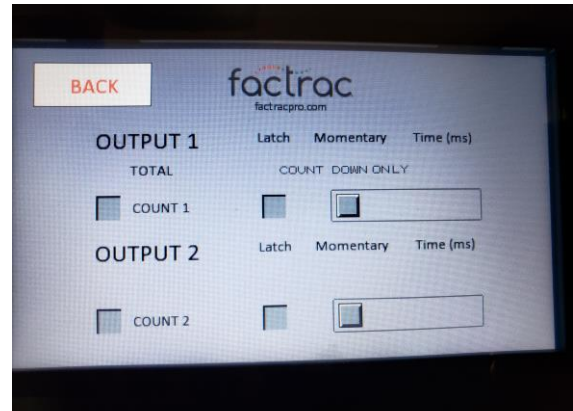 BACK
factrac
factracpro.com
OUTPUT 1 Latch Momentary Time (ms)
TOTAL COUNT DOWN ONLY
COUNT 1
OUTPUT 2 Latch Momentary Time (ms)
COUNT 2